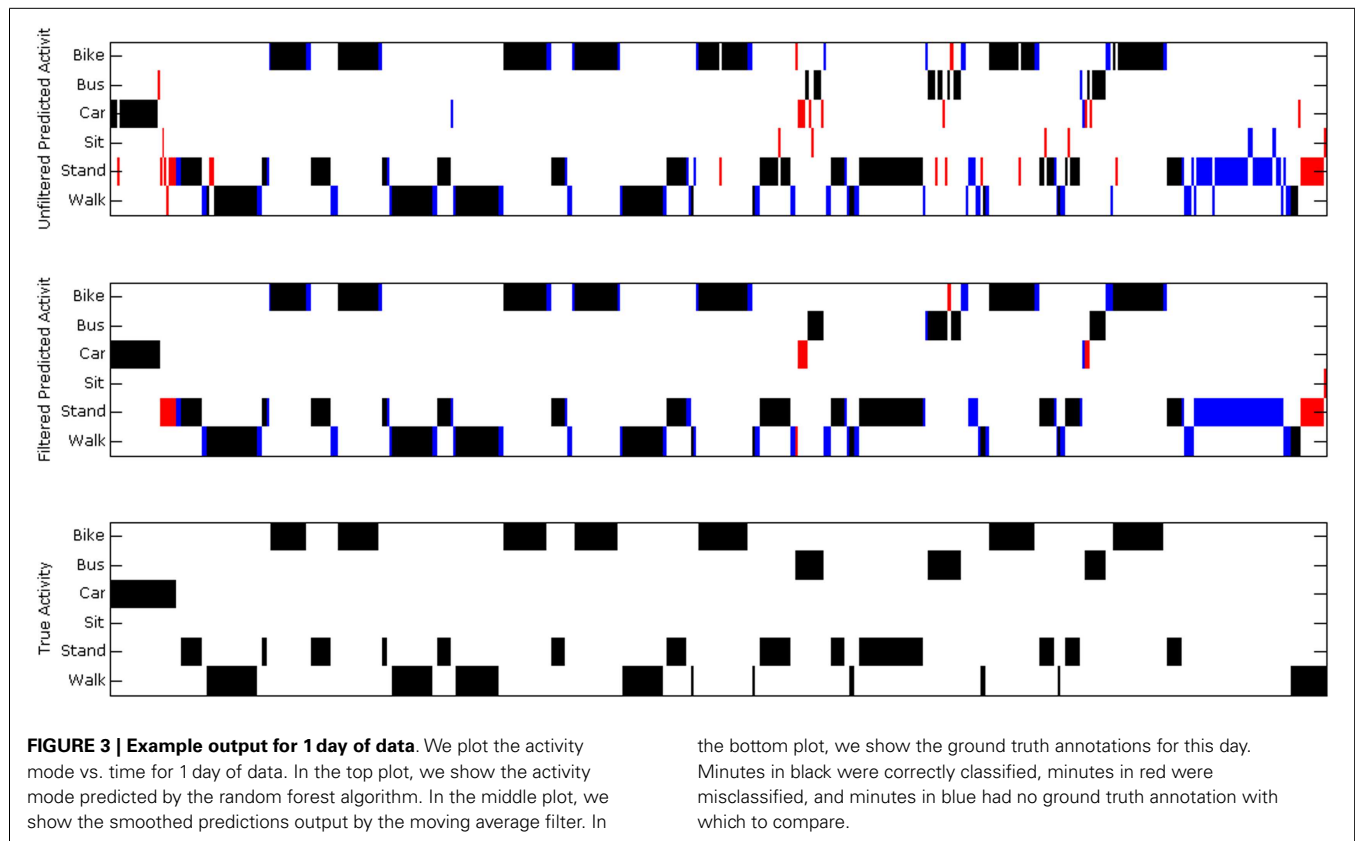 Unfiltered Predicted Activit
Bike
Bus
Car
Sit
Stand
Walk
Filtered Predicted Activit
Bike
Bus
Car
Sit
Stand
Walk
True Activity
Bike
Bus
Car
Sit
Stand
Walk
FIGURE 3 | Example output for 1 day of data. We plot the activity
mode vs. time for 1 day of data. In the top plot, we show the activity
mode predicted by the random forest algorithm. In the middle plot, we
show the smoothed predictions output by the moving average filter. In
the bottom plot, we show the ground truth annotations for this day.
Minutes in black were correctly classified, minutes in red were
misclassified, and minutes in blue had no ground truth annotation with
which to compare.